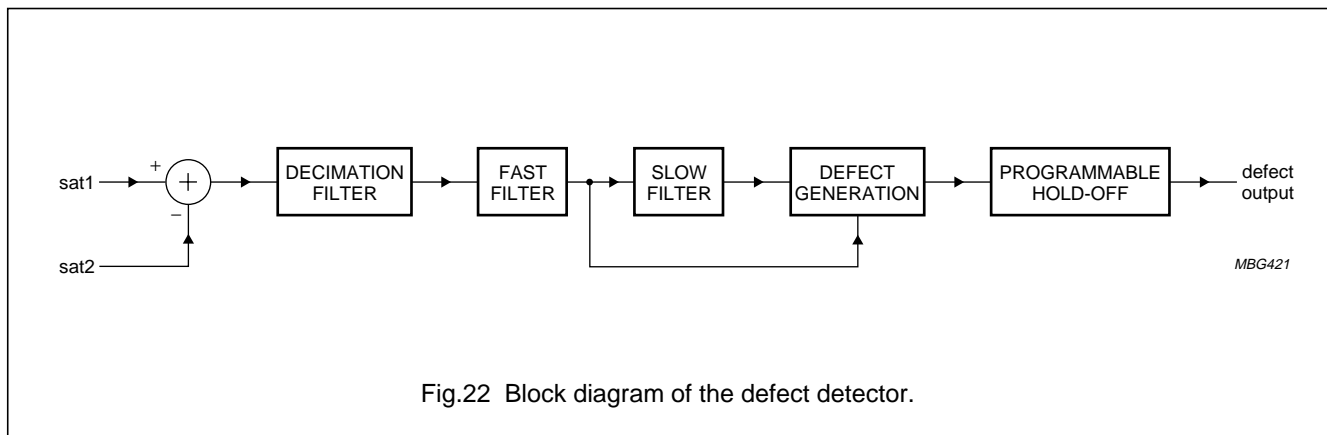 sat1
+
+
−
sat2
DECIMATION
FILTER
FAST
FILTER
SLOW
FILTER
DEFECT
GENERATION
PROGRAMMABLE
HOLD-OFF
defect
output
MBG421
Fig.22 Block diagram of the defect detector.